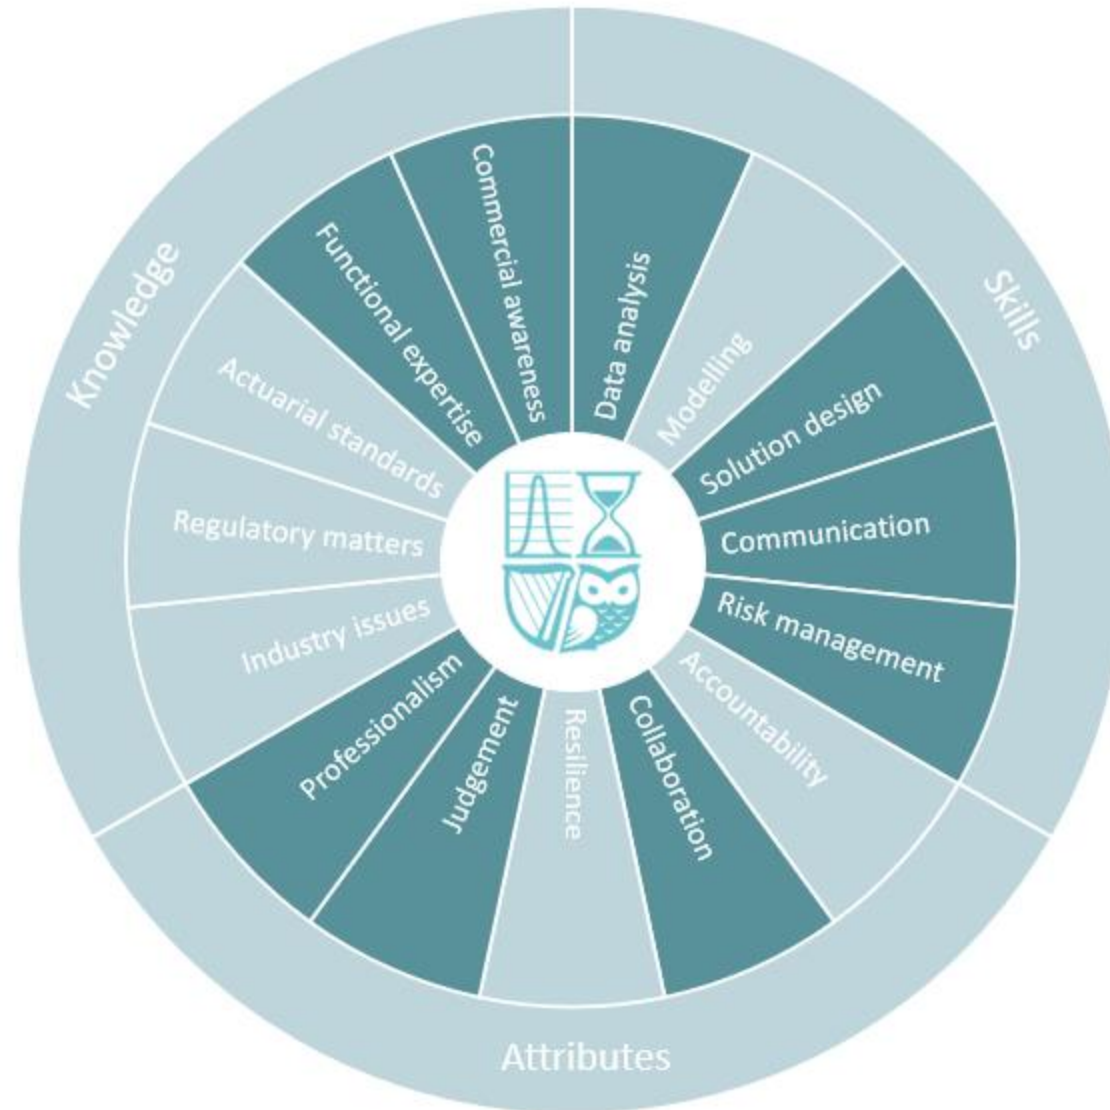 Knowledge
Skills
Attributes
Commercial awareness
Functional expertise
Actuarial standards
Regulatory matters
Industry issues
Data analysis
Modelling
Solution design
Communication
Risk management
Accountability
Collaboration
Resilience
Judgement
Professionalism